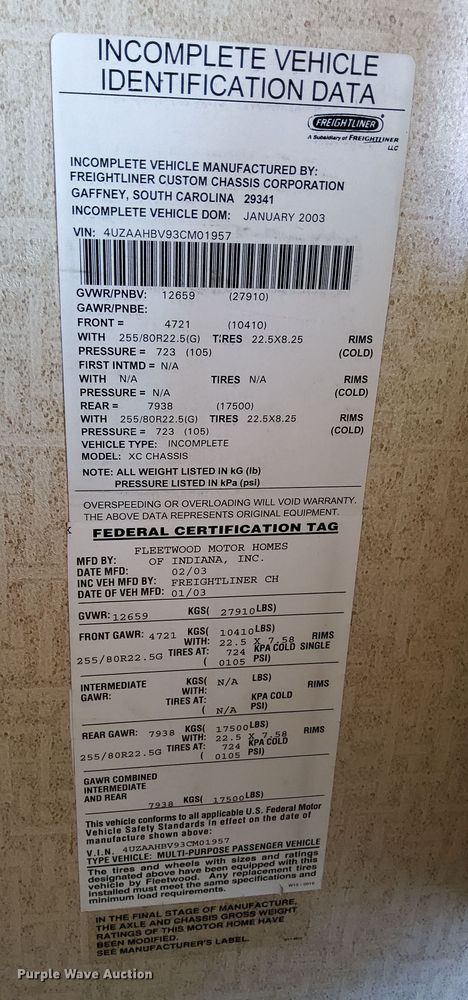 INCOMPLETE VEHICLE
IDENTIFICATION DATA
FREIGHTLINER
A Subsidiary of FREIGHTLINER
LLC
INCOMPLETE VEHICLE MANUFACTURED BY:
FREIGHTLINER CUSTOM CHASSIS CORPORATION
GAFFNEY, SOUTH CAROLINA 29341
INCOMPLETE VEHICLE DOM: JANUARY 2003
VIN: 4UZAAHBV93CM01957
GVWR/PNBV: 12659 (27910)
GAWR/PNBE:
FRONT = 4721 (10410)
WITH 255/80R22.5(G) TIRES 22.5X8.25 RIMS
PRESSURE = 723 (105) (COLD)
FIRST INTMD = N/A
WITH N/A TIRES N/A RIMS
PRESSURE = N/A (COLD)
REAR = 7938 (17500)
WITH 255/80R22.5(G) TIRES 22.5X8.25 RIMS
PRESSURE = 723 (105) (COLD)
VEHICLE TYPE: INCOMPLETE
MODEL: XC CHASSIS
NOTE: ALL WEIGHT LISTED IN kG (lb)
PRESSURE LISTED IN kPa (psi)
OVERSPEEDING OR OVERLOADING WILL VOID WARRANTY.
THE ABOVE DATA REPRESENTS ORIGINAL EQUIPMENT.
FEDERAL CERTIFICATION TAG
FLEETWOOD MOTOR HOMES
MFD BY: OF INDIANA, INC.
DATE MFD: 02/03
INC VEH MFD BY: FREIGHTLINER CH
DATE OF VEH MFD: 01/03
GVWR: 12659 KGS( 27910 LBS)
FRONT GAWR: 4721 KGS( 10410 LBS)
WITH: 22.5 X 7.58 RIMS
255/80R22.5G TIRES AT: 724 KPA COLD SINGLE
( 0105 PSI)
INTERMEDIATE KGS( N/A LBS)
GAWR: WITH: RIMS
TIRES AT: KPA COLD
( N/A PSI)
REAR GAWR: 7938 KGS( 17500 LBS)
WITH: 22.5 X 7.58 RIMS
255/80R22.5G TIRES AT: 724 KPA COLD
( 0105 PSI)
GAWR COMBINED
INTERMEDIATE
AND REAR 7938 KGS( 17500 LBS)
This vehicle conforms to all applicable U.S. Federal Motor
Vehicle Safety Standards in effect on the date of
manufacture shown above:
V.I.N. 4UZAAHBV93CM01957
TYPE VEHICLE: MULTI-PURPOSE PASSENGER VEHICLE
The tires and wheels with sizes and ratings
designated above have been equipped with this
vehicle by Fleetwood. Any replacement tires
installed must meet the same specifications and
minimum load requirements.
IN THE FINAL STAGE OF MANUFACTURE,
THE AXLE AND CHASSIS GROSS WEIGHT
RATINGS OF THIS MOTOR HOME HAVE
BEEN MODIFIED.
SEE MANUFACTURER'S LABEL.
Purple Wave Auction